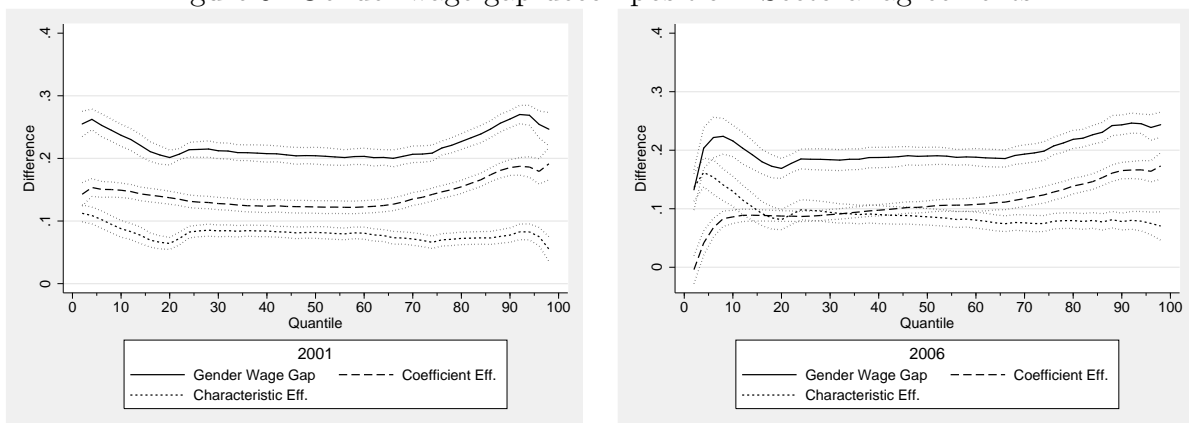 Figure Gender wage gap decomposition Sectoral agreements
.4
.3
.2
.1
0
Difference
0 10 20 30 40 50 60 70 80 90 100
Quantile
2001
Gender Wage Gap
Coefficient Eff.
Characteristic Eff.
.4
.3
.2
.1
0
Difference
0 10 20 30 40 50 60 70 80 90 100
Quantile
2006
Gender Wage Gap
Coefficient Eff.
Characteristic Eff.